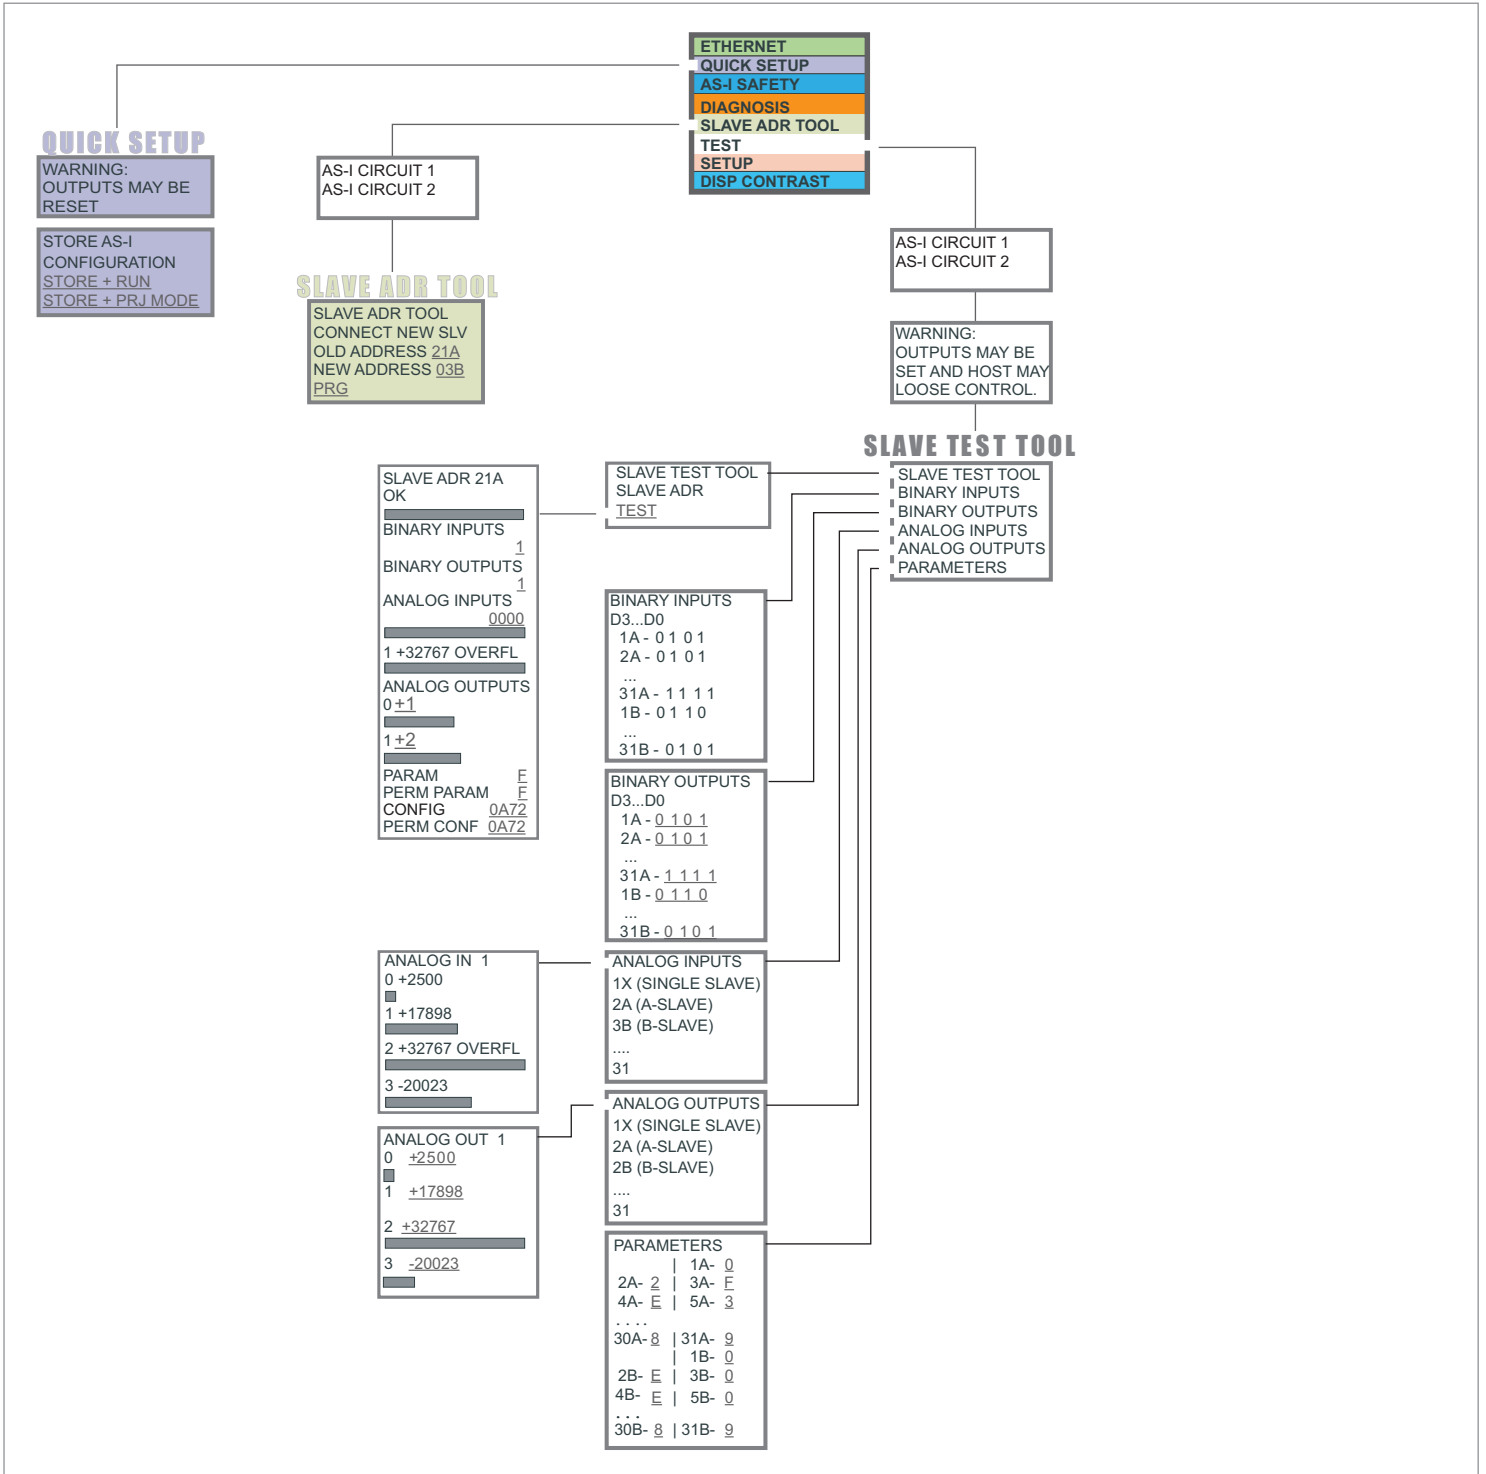 ETHERNET
QUICK SETUP
AS-I SAFETY
DIAGNOSIS
SLAVE ADR TOOL
TEST
SETUP
DISP CONTRAST
QUICK SETUP
WARNING:
OUTPUTS MAY BE
RESET
STORE AS-I
CONFIGURATION
STORE + RUN
STORE + PRJ MODE
AS-I CIRCUIT 1
AS-I CIRCUIT 2
SLAVE ADR TOOL
SLAVE ADR TOOL
CONNECT NEW SLV
OLD ADDRESS 21A
NEW ADDRESS 03B
PRG
AS-I CIRCUIT 1
AS-I CIRCUIT 2
WARNING:
OUTPUTS MAY BE
SET AND HOST MAY
LOOSE CONTROL.
SLAVE TEST TOOL
SLAVE TEST TOOL
BINARY INPUTS
BINARY OUTPUTS
ANALOG INPUTS
ANALOG OUTPUTS
PARAMETERS
SLAVE TEST TOOL
SLAVE ADR
TEST
SLAVE ADR 21A
OK
BINARY INPUTS
1
BINARY OUTPUTS
1
ANALOG INPUTS
0000
1 +32767 OVERFL
ANALOG OUTPUTS
0 +1
1 +2
PARAM F
PERM PARAM F
CONFIG 0A72
PERM CONF 0A72
BINARY INPUTS
D3...D0
1A - 0 1 0 1
2A - 0 1 0 1
...
31A - 1 1 1 1
1B - 0 1 1 0
...
31B - 0 1 0 1
BINARY OUTPUTS
D3...D0
1A - 0 1 0 1
2A - 0 1 0 1
...
31A - 1 1 1 1
1B - 0 1 1 0
...
31B - 0 1 0 1
ANALOG IN 1
0 +2500
1 +17898
2 +32767 OVERFL
3 -20023
ANALOG INPUTS
1X (SINGLE SLAVE)
2A (A-SLAVE)
3B (B-SLAVE)
....
31
ANALOG OUT 1
0 +2500
1 +17898
2 +32767
3 -20023
ANALOG OUTPUTS
1X (SINGLE SLAVE)
2A (A-SLAVE)
2B (B-SLAVE)
....
31
PARAMETERS
| 1A- 0
2A- 2 | 3A- F
4A- E | 5A- 3
. . . .
30A- 8 | 31A- 9
| 1B- 0
2B- E | 3B- 0
4B- E | 5B- 0
. . .
30B- 8 | 31B- 9